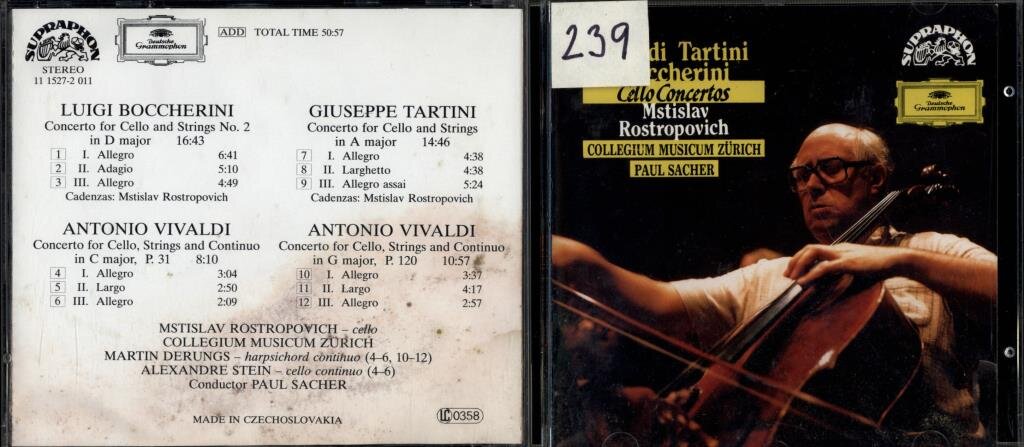 SUPRAPHON
Deutsche
Grammophon
ADD TOTAL TIME 50:57
STEREO
11 1527-2 011
LUIGI BOCCHERINI
Concerto for Cello and Strings No. 2
in D major 16:43
1 I. Allegro 6:41
2 II. Adagio 5:10
3 III. Allegro 4:49
Cadenzas: Mstislav Rostropovich
GIUSEPPE TARTINI
Concerto for Cello and Strings
in A major 14:46
7 I. Allegro 4:38
8 II. Larghetto 4:38
9 III. Allegro assai 5:24
Cadenzas: Mstislav Rostropovich
ANTONIO VIVALDI
Concerto for Cello, Strings and Continuo
in C major, P. 31 8:10
4 I. Allegro 3:04
5 II. Largo 2:50
6 III. Allegro 2:09
ANTONIO VIVALDI
Concerto for Cello, Strings and Continuo
in G major, P. 120 10:57
10 I. Allegro 3:37
11 II. Largo 4:17
12 III. Allegro 2:57
MSTISLAV ROSTROPOVICH – cello
COLLEGIUM MUSICUM ZÜRICH
MARTIN DERUNGS – harpsichord continuo (4–6, 10–12)
ALEXANDRE STEIN – cello continuo (4–6)
Conductor PAUL SACHER
MADE IN CZECHOSLOVAKIA
LC 0358
239
di Tartini
ccherini
Cello Concertos
Mstislav
Rostropovich
COLLEGIUM MUSICUM ZÜRICH
PAUL SACHER
SUPRAPHON
Deutsche
Grammophon